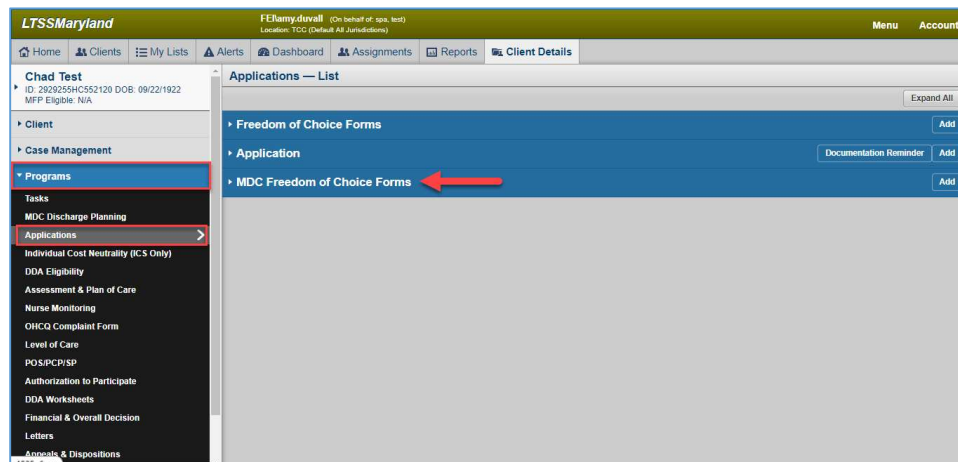 LTSSMaryland
FEI\amy.duvall (On behalf of: spa, test)
Location: TCC (Default All Jurisdictions)
Menu Account
Home Clients My Lists Alerts Dashboard Assignments Reports Client Details
Chad Test
ID: 2929255HC552120 DOB: 09/22/1922
MFP Eligible: N/A
Client
Case Management
Programs
Tasks
MDC Discharge Planning
Applications
Individual Cost Neutrality (ICS Only)
DDA Eligibility
Assessment & Plan of Care
Nurse Monitoring
OHCQ Complaint Form
Level of Care
POS/PCP/SP
Authorization to Participate
DDA Worksheets
Financial & Overall Decision
Letters
Appeals & Dispositions
Applications — List
Expand All
Freedom of Choice Forms Add
Application Documentation Reminder Add
MDC Freedom of Choice Forms Add